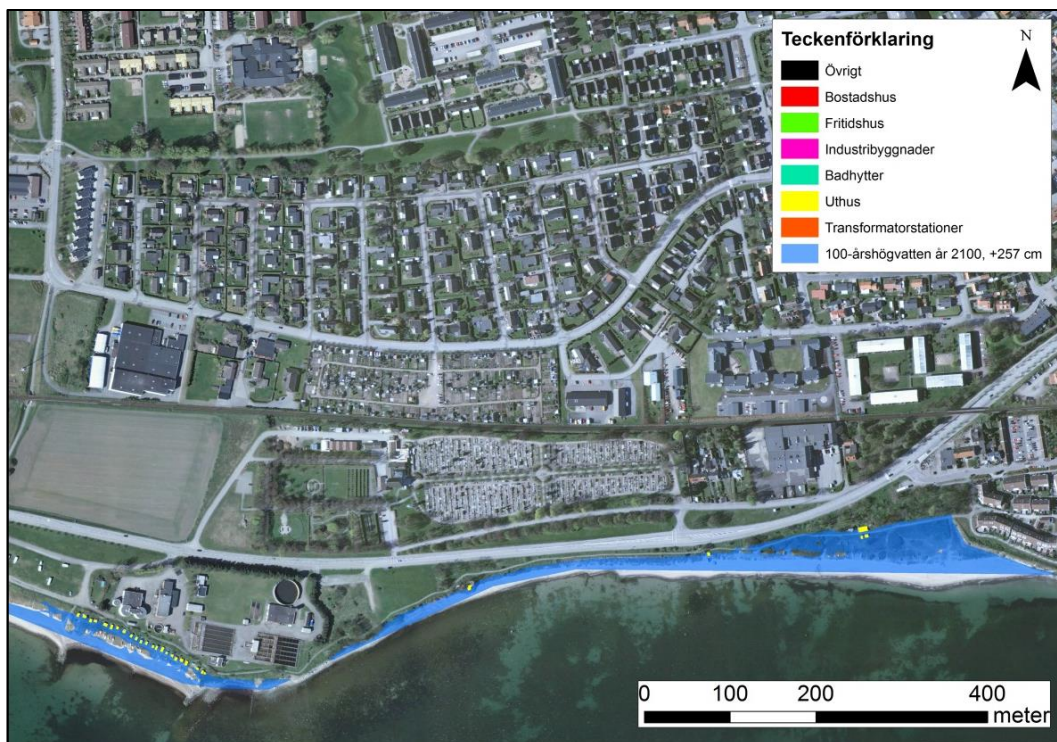 Teckenförklaring
N
Övrigt
Bostadshus
Fritidshus
Industribyggnader
Badhytter
Uthus
Transformatorstationer
100-årshögvatten år 2100, +257 cm
0 100 200 400
meter